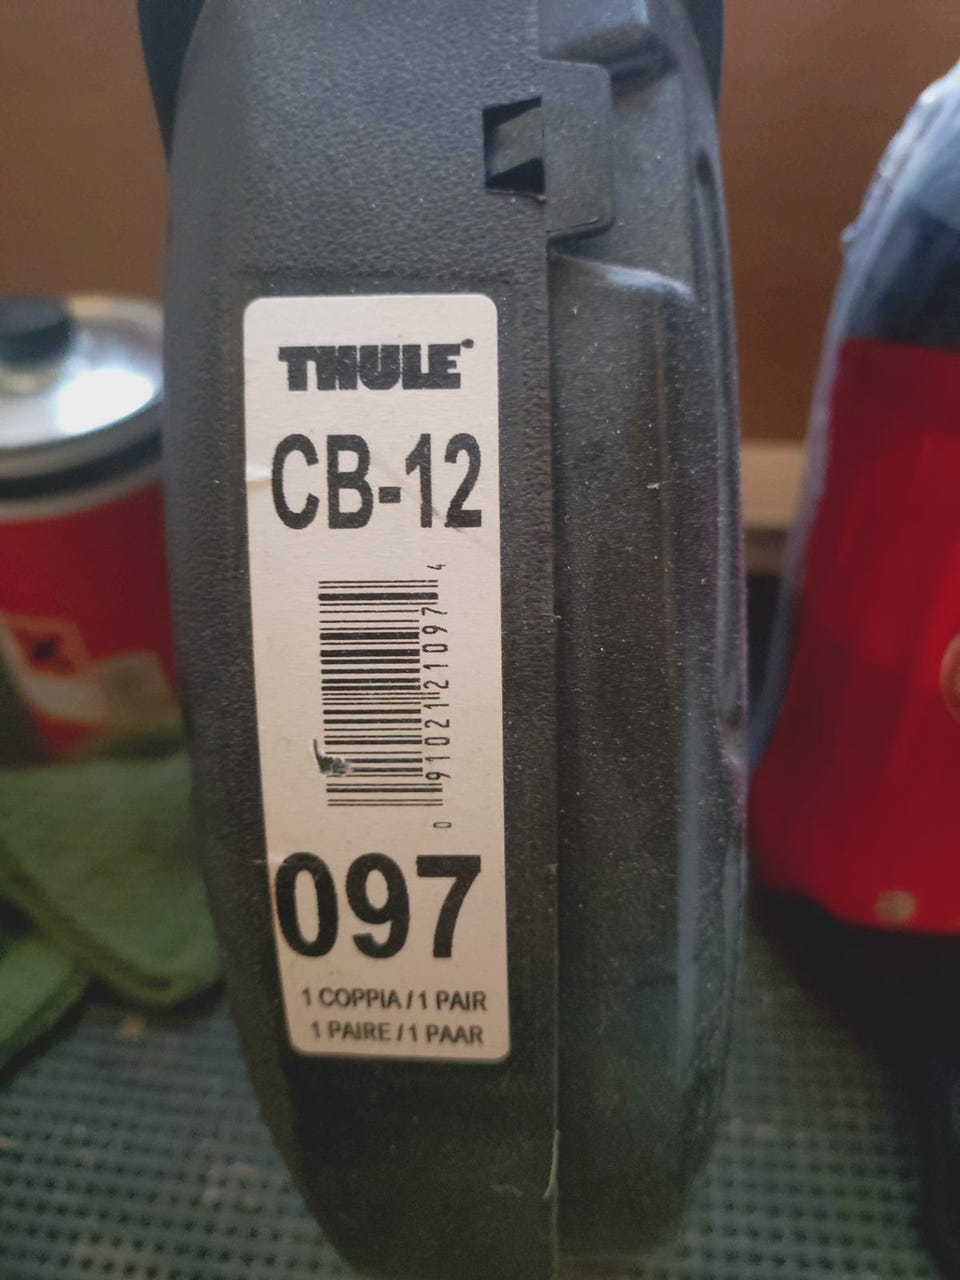 THULE
CB-12
0 91021 21097 4
097
1 COPPIA / 1 PAIR
1 PAIRE / 1 PAAR